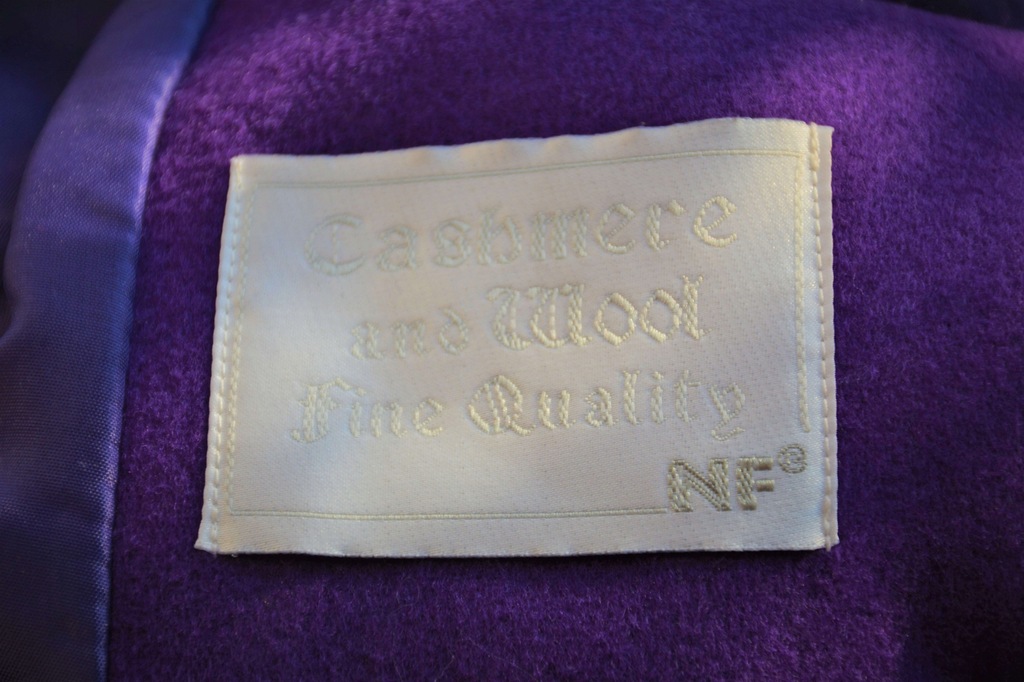 Cashmere
and Wool
Fine Quality
NF®